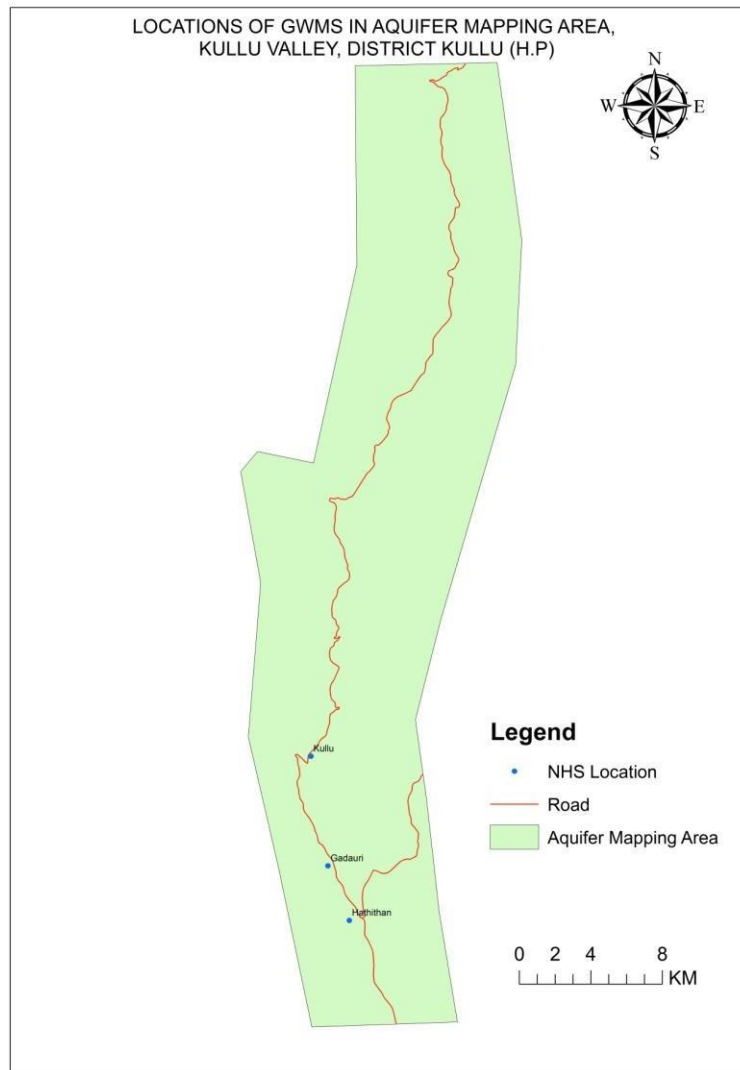 LOCATIONS OF GWMS IN AQUIFER MAPPING AREA,
KULLU VALLEY, DISTRICT KULLU (H.P)
N
W E
S
Kullu
Gadauri
Hathithan
Legend
NHS Location
Road
Aquifer Mapping Area
0 2 4 8
KM